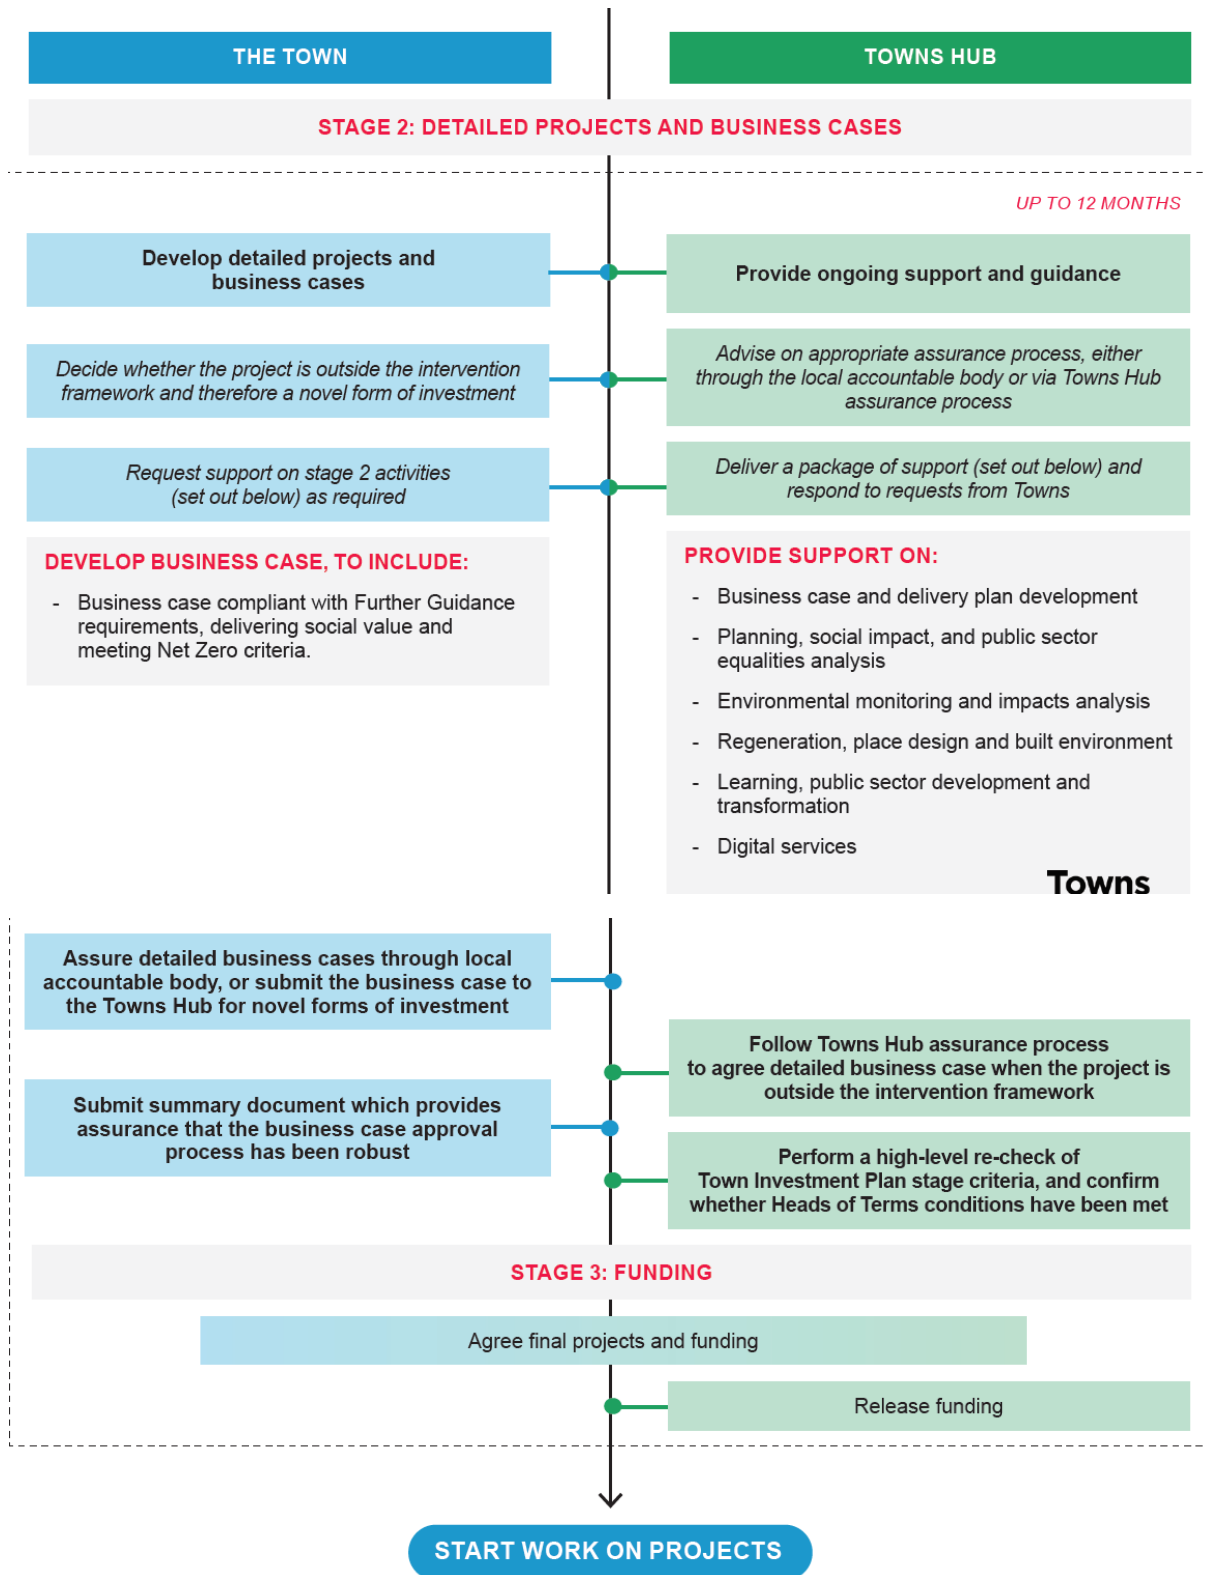 THE TOWN
TOWNS HUB
STAGE 2: DETAILED PROJECTS AND BUSINESS CASES
UP TO 12 MONTHS
Develop detailed projects and
business cases
Provide ongoing support and guidance
Decide whether the project is outside the intervention
framework and therefore a novel form of investment
Advise on appropriate assurance process, either
through the local accountable body or via Towns Hub
assurance process
Request support on stage 2 activities
(set out below) as required
Deliver a package of support (set out below) and
respond to requests from Towns
DEVELOP BUSINESS CASE, TO INCLUDE:
- Business case compliant with Further Guidance
requirements, delivering social value and
meeting Net Zero criteria.
PROVIDE SUPPORT ON:
- Business case and delivery plan development
- Planning, social impact, and public sector
equalities analysis
- Environmental monitoring and impacts analysis
- Regeneration, place design and built environment
- Learning, public sector development and
transformation
- Digital services
Towns
Assure detailed business cases through local
accountable body, or submit the business case to
the Towns Hub for novel forms of investment
Follow Towns Hub assurance process
to agree detailed business case when the project is
outside the intervention framework
Submit summary document which provides
assurance that the business case approval
process has been robust
Perform a high-level re-check of
Town Investment Plan stage criteria, and confirm
whether Heads of Terms conditions have been met
STAGE 3: FUNDING
Agree final projects and funding
Release funding
START WORK ON PROJECTS